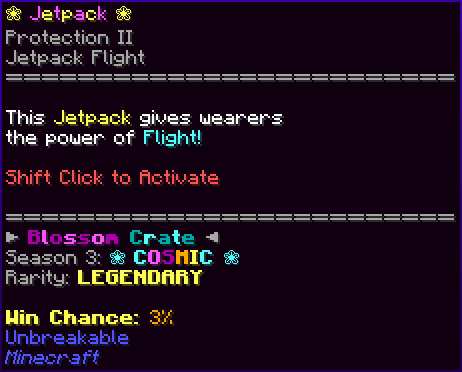 ❀ Jetpack ❀
Protection II
Jetpack Flight
==================================
This Jetpack gives wearers
the power of Flight!
Shift Click to Activate
==================================
► Blossom Crate ◄
Season 3: ❀ COSMIC ❀
Rarity: LEGENDARY
Win Chance: 3%
Unbreakable
Minecraft